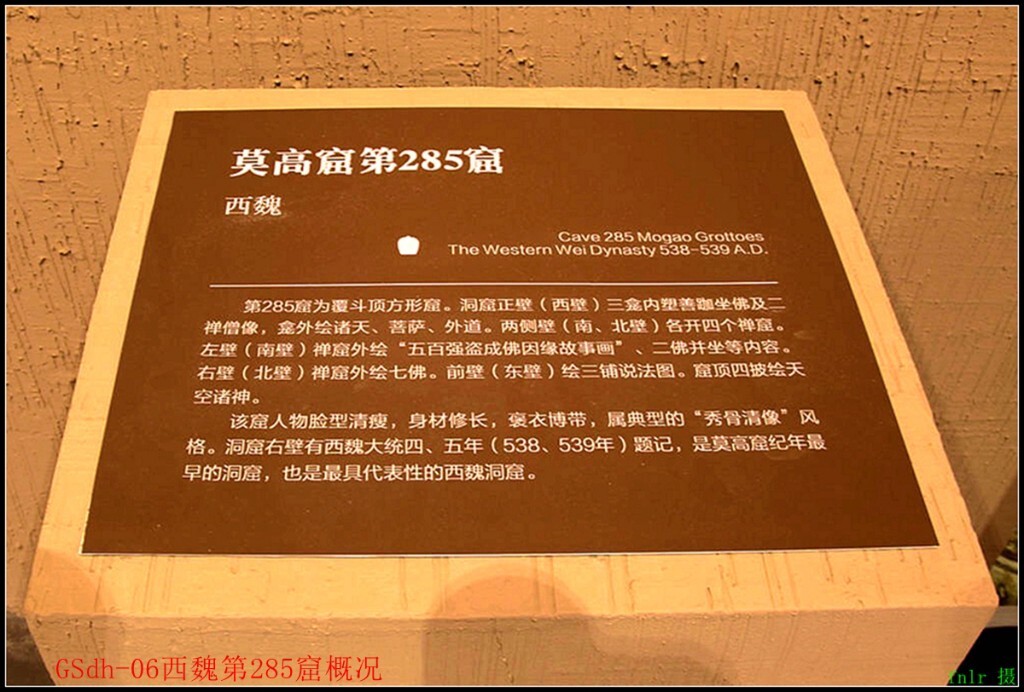 莫高窟第285窟
西魏
Cave 285 Mogao Grottoes
The Western Wei Dynasty 538-539 A.D.
第285窟为覆斗顶方形窟。洞窟正壁（西壁）三龛内塑善跏坐佛及二
禅僧像，龛外绘诸天、菩萨、外道。两侧壁（南、北壁）各开四个禅窟。
左壁（南壁）禅窟外绘“五百强盗成佛因缘故事画”、二佛并坐等内容。
右壁（北壁）禅窟外绘七佛。前壁（东壁）绘三铺说法图。窟顶四披绘天
空诸神。
该窟人物脸型清瘦，身材修长，褒衣博带，属典型的“秀骨清像”风
格。洞窟右壁有西魏大统四、五年（538、539年）题记，是莫高窟纪年最
早的洞窟，也是最具代表性的西魏洞窟。
GSdh-06西魏第285窟概况
摄